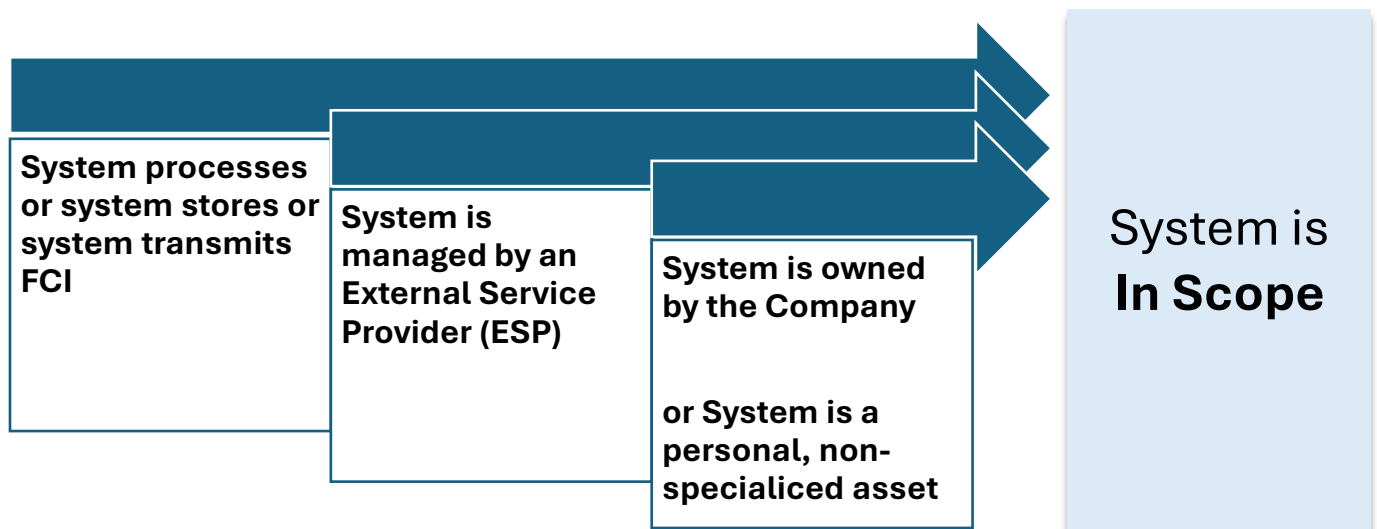 System processes
or system stores or
system transmits
FCI
System is
managed by an
External Service
Provider (ESP)
System is owned
by the Company
or System is a
personal, non-
specialiced asset
System is
In Scope